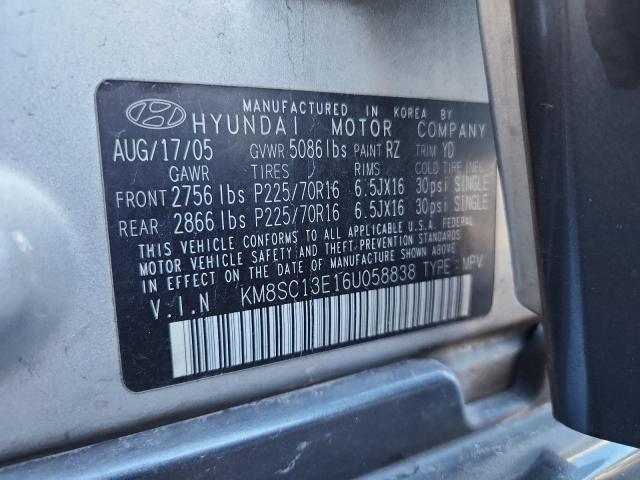 MANUFACTURED IN KOREA BY
HYUNDAI MOTOR COMPANY
AUG/17/05 GVWR 5086lbs PAINT RZ TRIM YD
GAWR TIRES RIMS COLD TIRE INFL.
FRONT 2756 lbs P225/70R16 6.5JX16 30psi SINGLE
REAR 2866 lbs P225/70R16 6.5JX16 30psi SINGLE
THIS VEHICLE CONFORMS TO ALL APPLICABLE U.S.A. FEDERAL
MOTOR VEHICLE SAFETY AND THEFT PREVENTION STANDARDS
IN EFFECT ON THE DATE OF MANUFACTURE SHOWN ABOVE.
V.I.N KM8SC13E16U058838 TYPE : MPV